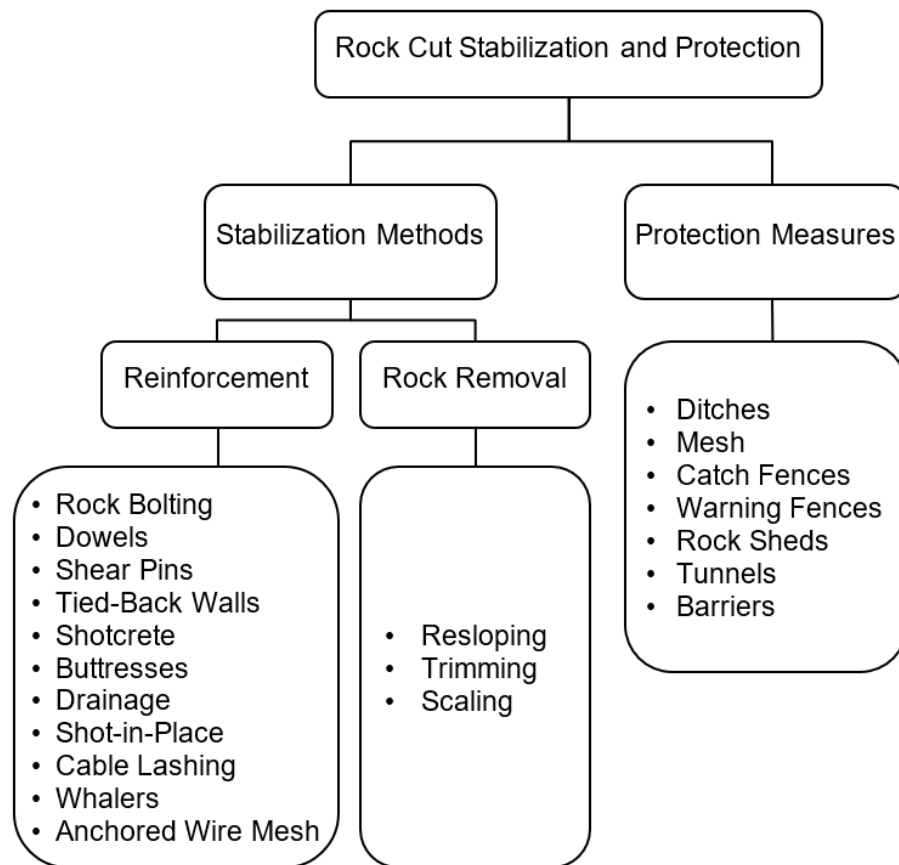 Rock Cut Stabilization and Protection
Stabilization Methods
Protection Measures
Reinforcement
Rock Removal
• Rock Bolting
• Dowels
• Shear Pins
• Tied-Back Walls
• Shotcrete
• Buttresses
• Drainage
• Shot-in-Place
• Cable Lashing
• Whalers
• Anchored Wire Mesh
• Resloping
• Trimming
• Scaling
• Ditches
• Mesh
• Catch Fences
• Warning Fences
• Rock Sheds
• Tunnels
• Barriers